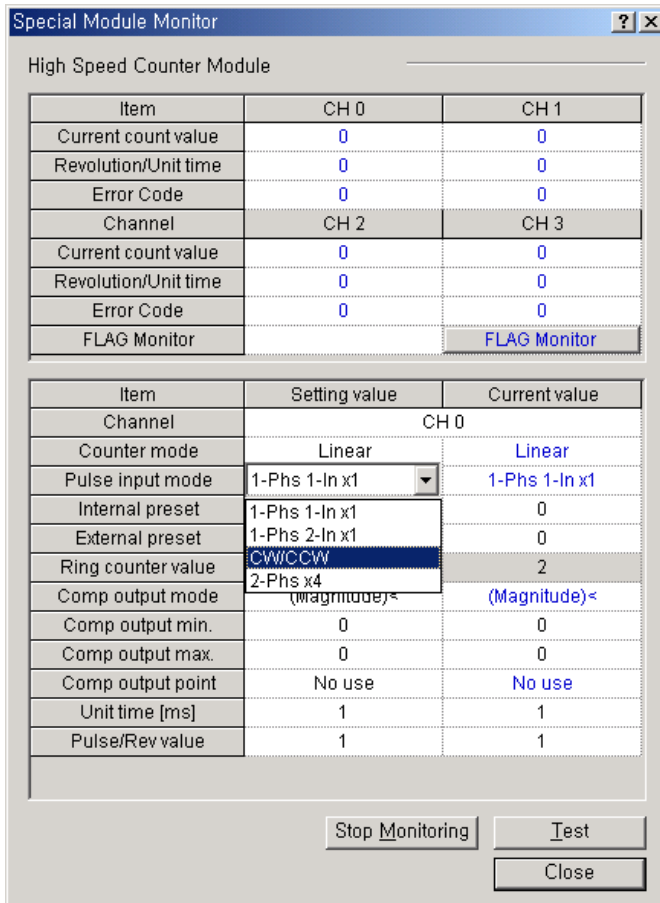 Special Module Monitor ? x
High Speed Counter Module
Item CH 0 CH 1
Current count value 0 0
Revolution/Unit time 0 0
Error Code 0 0
Channel CH 2 CH 3
Current count value 0 0
Revolution/Unit time 0 0
Error Code 0 0
FLAG Monitor FLAG Monitor
Item Setting value Current value
Channel CH 0
Counter mode Linear Linear
Pulse input mode 1-Phs 1-In x1 1-Phs 1-In x1
Internal preset 1-Phs 1-In x1 0
External preset 1-Phs 2-In x1 0
Ring counter value CW/CCW 2
2-Phs x4
Comp output mode (Magnitude)< (Magnitude)<
Comp output min. 0 0
Comp output max. 0 0
Comp output point No use No use
Unit time [ms] 1 1
Pulse/Rev value 1 1
Stop Monitoring Test
Close